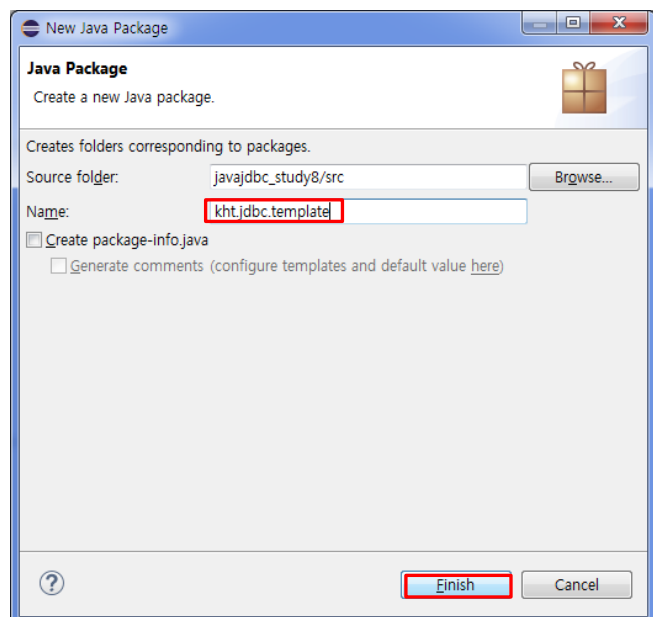 New Java Package
Java Package
Create a new Java package.
Creates folders corresponding to packages.
Source folder: javajdbc_study8/src Browse...
Name: kht.jdbc.template
Create package-info.java
Generate comments (configure templates and default value here)
? Finish Cancel